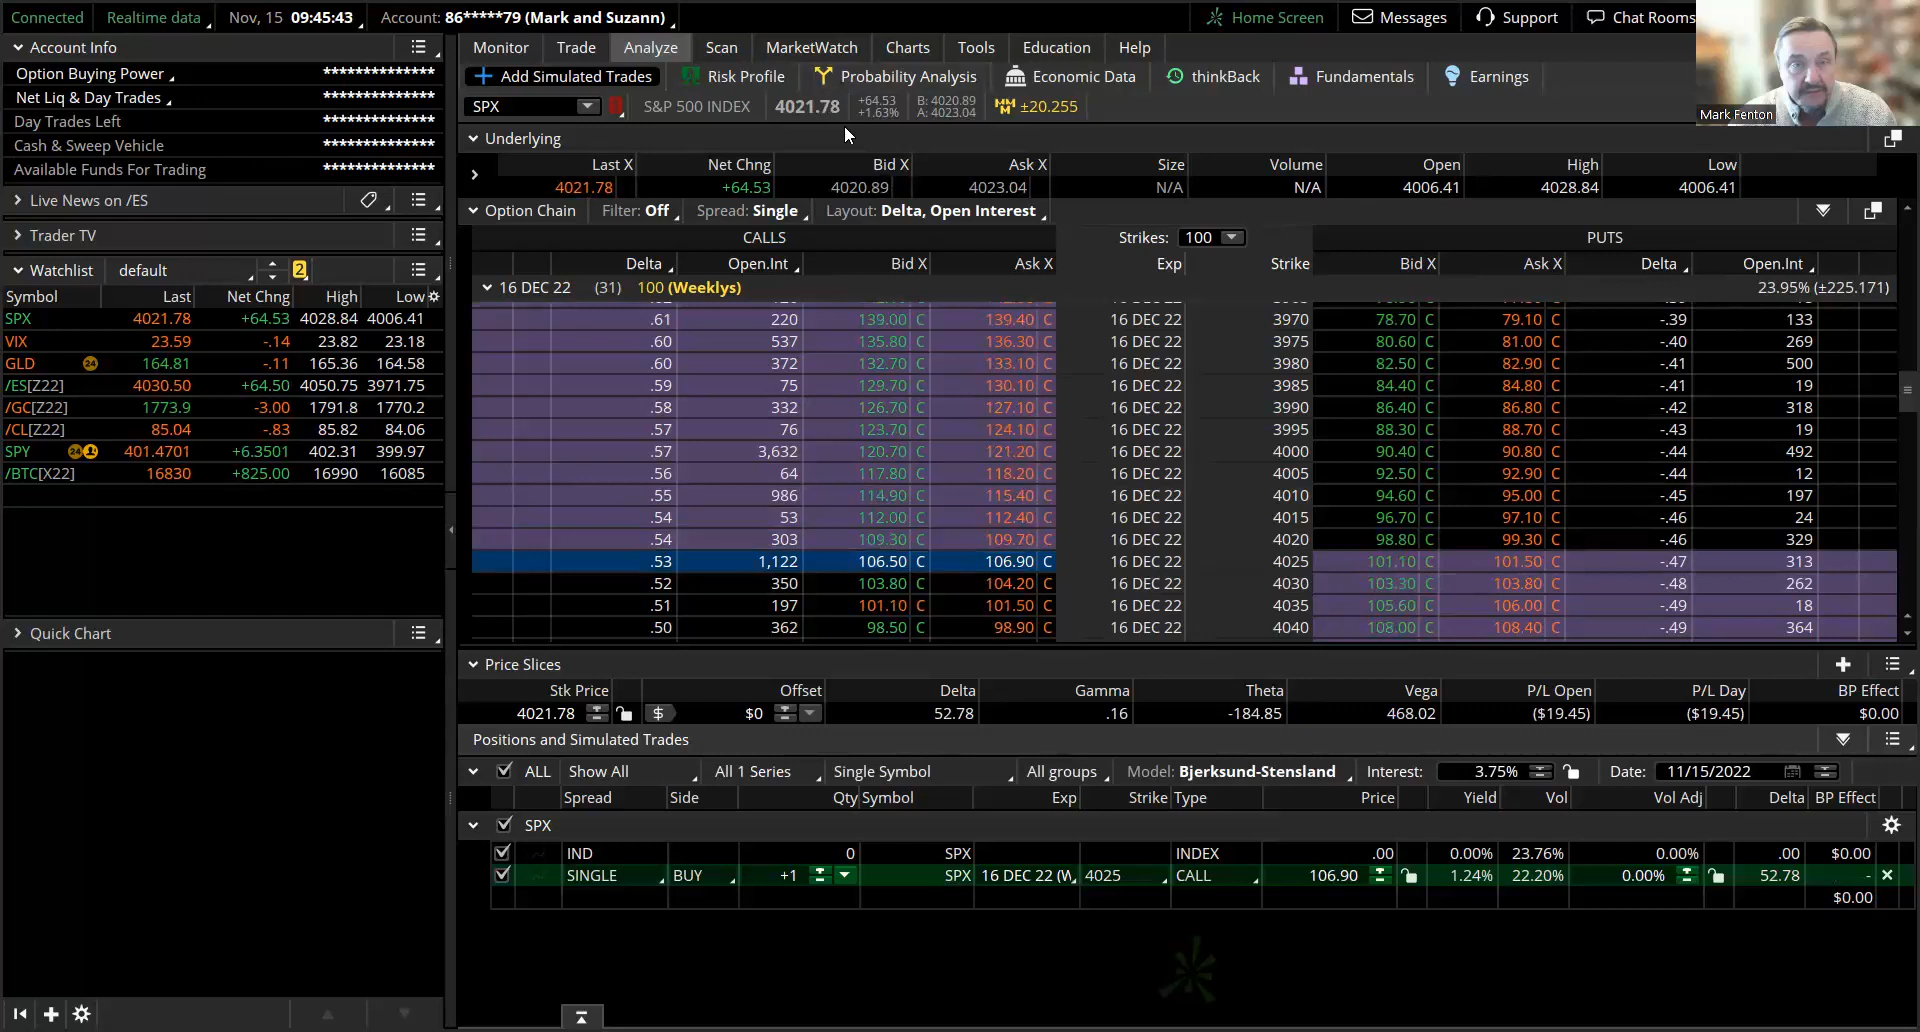 Connected Realtime data Nov, 15 09:45:43 Account: 86*****79 (Mark and Suzann) Home Screen Messages Support Chat Rooms
Account Info
Option Buying Power **************
Net Liq & Day Trades **************
Day Trades Left **************
Cash & Sweep Vehicle **************
Available Funds For Trading **************
Live News on /ES
Trader TV
Watchlist default 2
Symbol Last Net Chng High Low
SPX 4021.78 +64.53 4028.84 4006.41
VIX 23.59 -.14 23.82 23.18
GLD 24 164.81 -.11 165.36 164.58
/ES[Z22] 4030.50 +64.50 4050.75 3971.75
/GC[Z22] 1773.9 -3.00 1791.8 1770.2
/CL[Z22] 85.04 -.83 85.82 84.06
SPY 24 401.4701 +6.3501 402.31 399.97
/BTC[X22] 16830 +825.00 16990 16085
Quick Chart
Monitor Trade Analyze Scan MarketWatch Charts Tools Education Help
Add Simulated Trades Risk Profile Probability Analysis Economic Data thinkBack Fundamentals Earnings
SPX S&P 500 INDEX 4021.78 +64.53 +1.63% B: 4020.89 A: 4023.04 ±20.255
Mark Fenton
Underlying
Last X Net Chng Bid X Ask X Size Volume Open High Low
4021.78 +64.53 4020.89 4023.04 N/A N/A 4006.41 4028.84 4006.41
Option Chain Filter: Off Spread: Single Layout: Delta, Open Interest
CALLS Strikes: 100 PUTS
Delta Open.Int Bid X Ask X Exp Strike Bid X Ask X Delta Open.Int
16 DEC 22 (31) 100 (Weeklys) 23.95% (±225.171)
.61 220 139.00 C 139.40 C 16 DEC 22 3970 78.70 C 79.10 C -.39 133
.60 537 135.80 C 136.30 C 16 DEC 22 3975 80.60 C 81.00 C -.40 269
.60 372 132.70 C 133.10 C 16 DEC 22 3980 82.50 C 82.90 C -.41 500
.59 75 129.70 C 130.10 C 16 DEC 22 3985 84.40 C 84.80 C -.41 19
.58 332 126.70 C 127.10 C 16 DEC 22 3990 86.40 C 86.80 C -.42 318
.57 76 123.70 C 124.10 C 16 DEC 22 3995 88.30 C 88.70 C -.43 19
.57 3,632 120.70 C 121.20 C 16 DEC 22 4000 90.40 C 90.80 C -.44 492
.56 64 117.80 C 118.20 C 16 DEC 22 4005 92.50 C 92.90 C -.44 12
.55 986 114.90 C 115.40 C 16 DEC 22 4010 94.60 C 95.00 C -.45 197
.54 53 112.00 C 112.40 C 16 DEC 22 4015 96.70 C 97.10 C -.46 24
.54 303 109.30 C 109.70 C 16 DEC 22 4020 98.80 C 99.30 C -.46 329
.53 1,122 106.50 C 106.90 C 16 DEC 22 4025 101.10 C 101.50 C -.47 313
.52 350 103.80 C 104.20 C 16 DEC 22 4030 103.30 C 103.80 C -.48 262
.51 197 101.10 C 101.50 C 16 DEC 22 4035 105.60 C 106.00 C -.49 18
.50 362 98.50 C 98.90 C 16 DEC 22 4040 108.00 C 108.40 C -.49 364
Price Slices
Stk Price Offset Delta Gamma Theta Vega P/L Open P/L Day BP Effect
4021.78 $ $0 52.78 .16 -184.85 468.02 ($19.45) ($19.45) $0.00
Positions and Simulated Trades
ALL Show All All 1 Series Single Symbol All groups Model: Bjerksund-Stensland Interest: 3.75% Date: 11/15/2022
Spread Side Qty Symbol Exp Strike Type Price Yield Vol Vol Adj Delta BP Effect
SPX
IND 0 SPX INDEX .00 0.00% 23.76% 0.00% .00 $0.00
SINGLE BUY +1 SPX 16 DEC 22 (W 4025 CALL 106.90 1.24% 22.20% 0.00% 52.78 -
$0.00